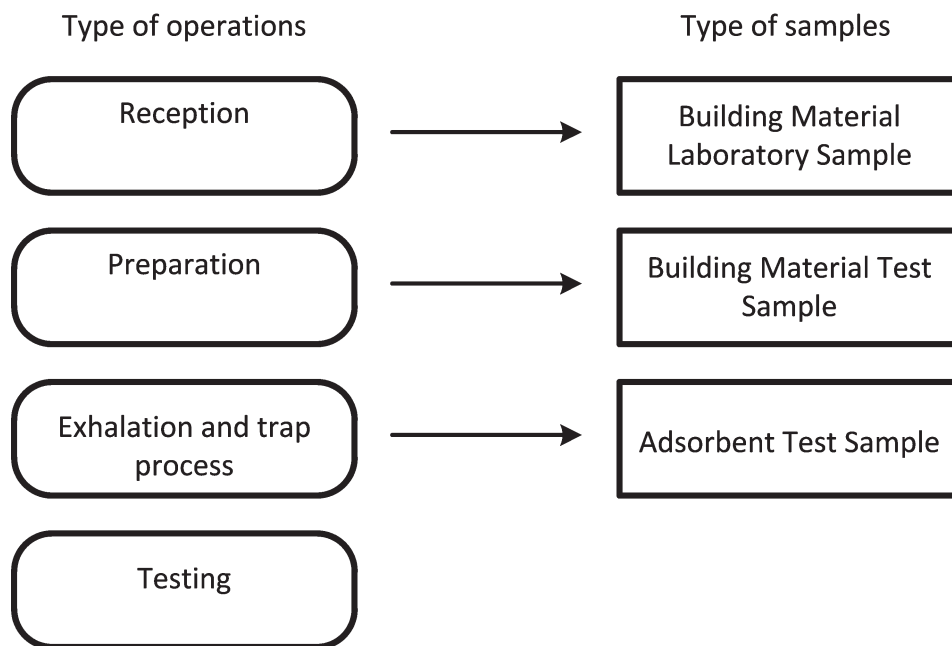 Type of operations
Type of samples
Reception
Building Material
Laboratory Sample
Preparation
Building Material Test
Sample
Exhalation and trap
process
Adsorbent Test Sample
Testing